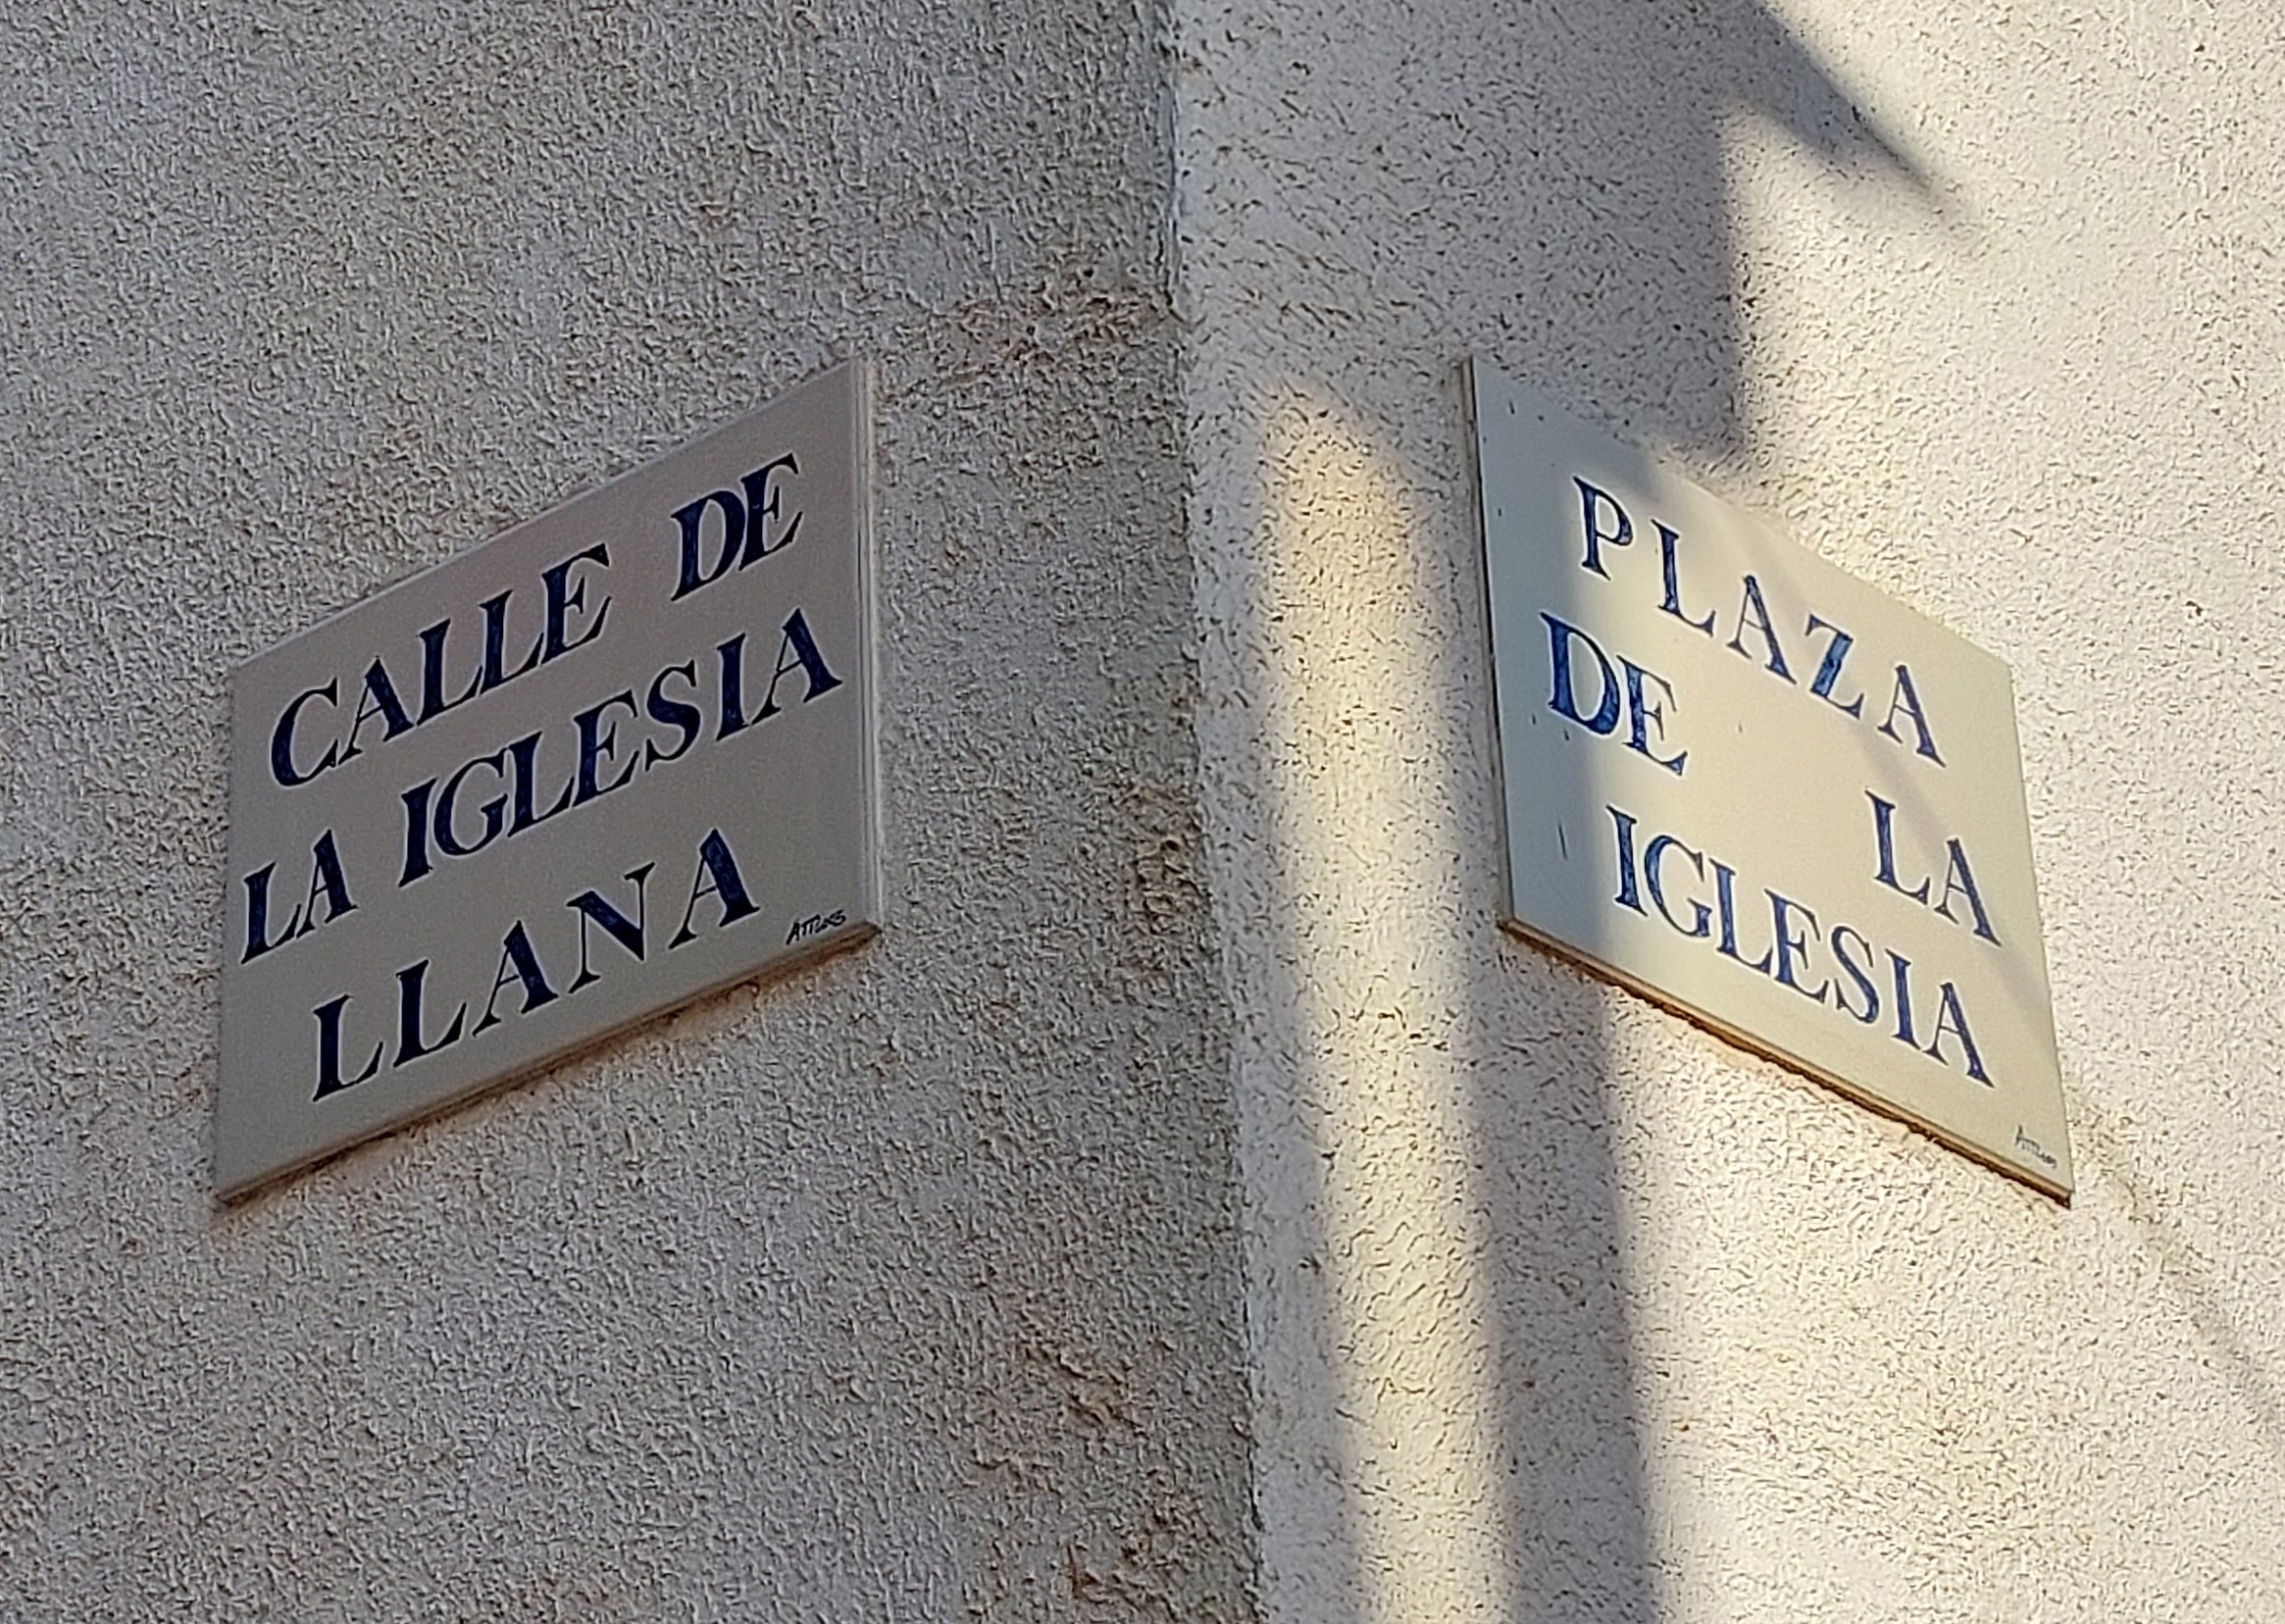 CALLE DE
LA IGLESIA
LLANA
PLAZA
DE LA
IGLESIA